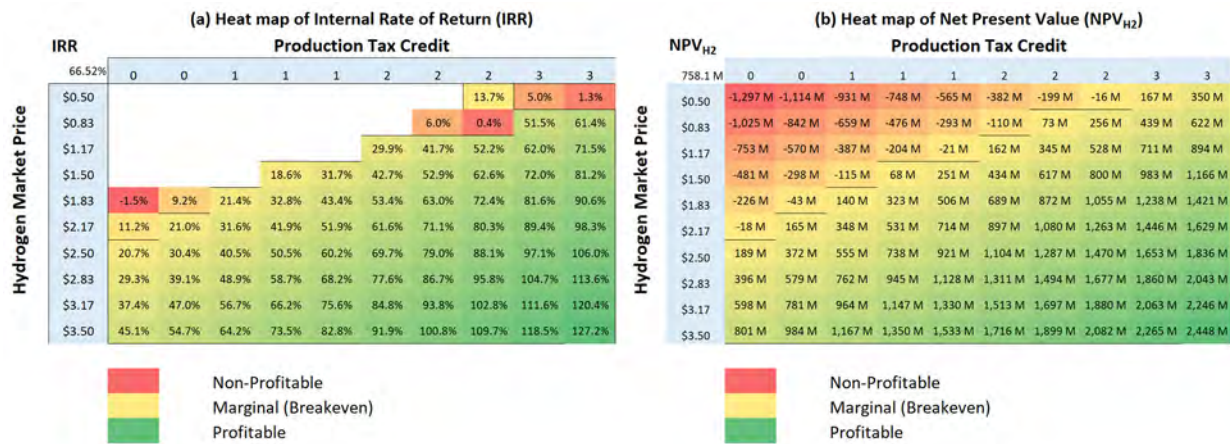 (a) Heat map of Internal Rate of Return (IRR)
IRR Production Tax Credit
66.52% 0 0 1 1 1 2 2 2 3 3
Hydrogen Market Price
$0.50 13.7% 5.0% 1.3%
$0.83 6.0% 0.4% 51.5% 61.4%
$1.17 29.9% 41.7% 52.2% 62.0% 71.5%
$1.50 18.6% 31.7% 42.7% 52.9% 62.6% 72.0% 81.2%
$1.83 -1.5% 9.2% 21.4% 32.8% 43.4% 53.4% 63.0% 72.4% 81.6% 90.6%
$2.17 11.2% 21.0% 31.6% 41.9% 51.9% 61.6% 71.1% 80.3% 89.4% 98.3%
$2.50 20.7% 30.4% 40.5% 50.5% 60.2% 69.7% 79.0% 88.1% 97.1% 106.0%
$2.83 29.3% 39.1% 48.9% 58.7% 68.2% 77.6% 86.7% 95.8% 104.7% 113.6%
$3.17 37.4% 47.0% 56.7% 66.2% 75.6% 84.8% 93.8% 102.8% 111.6% 120.4%
$3.50 45.1% 54.7% 64.2% 73.5% 82.8% 91.9% 100.8% 109.7% 118.5% 127.2%
Non-Profitable
Marginal (Breakeven)
Profitable
(b) Heat map of Net Present Value (NPVH2)
NPVH2 Production Tax Credit
758.1 M 0 0 1 1 1 2 2 2 3 3
Hydrogen Market Price
$0.50 -1,297 M -1,114 M -931 M -748 M -565 M -382 M -199 M -16 M 167 M 350 M
$0.83 -1,025 M -842 M -659 M -476 M -293 M -110 M 73 M 256 M 439 M 622 M
$1.17 -753 M -570 M -387 M -204 M -21 M 162 M 345 M 528 M 711 M 894 M
$1.50 -481 M -298 M -115 M 68 M 251 M 434 M 617 M 800 M 983 M 1,166 M
$1.83 -226 M -43 M 140 M 323 M 506 M 689 M 872 M 1,055 M 1,238 M 1,421 M
$2.17 -18 M 165 M 348 M 531 M 714 M 897 M 1,080 M 1,263 M 1,446 M 1,629 M
$2.50 189 M 372 M 555 M 738 M 921 M 1,104 M 1,287 M 1,470 M 1,653 M 1,836 M
$2.83 396 M 579 M 762 M 945 M 1,128 M 1,311 M 1,494 M 1,677 M 1,860 M 2,043 M
$3.17 598 M 781 M 964 M 1,147 M 1,330 M 1,513 M 1,697 M 1,880 M 2,063 M 2,246 M
$3.50 801 M 984 M 1,167 M 1,350 M 1,533 M 1,716 M 1,899 M 2,082 M 2,265 M 2,448 M
Non-Profitable
Marginal (Breakeven)
Profitable